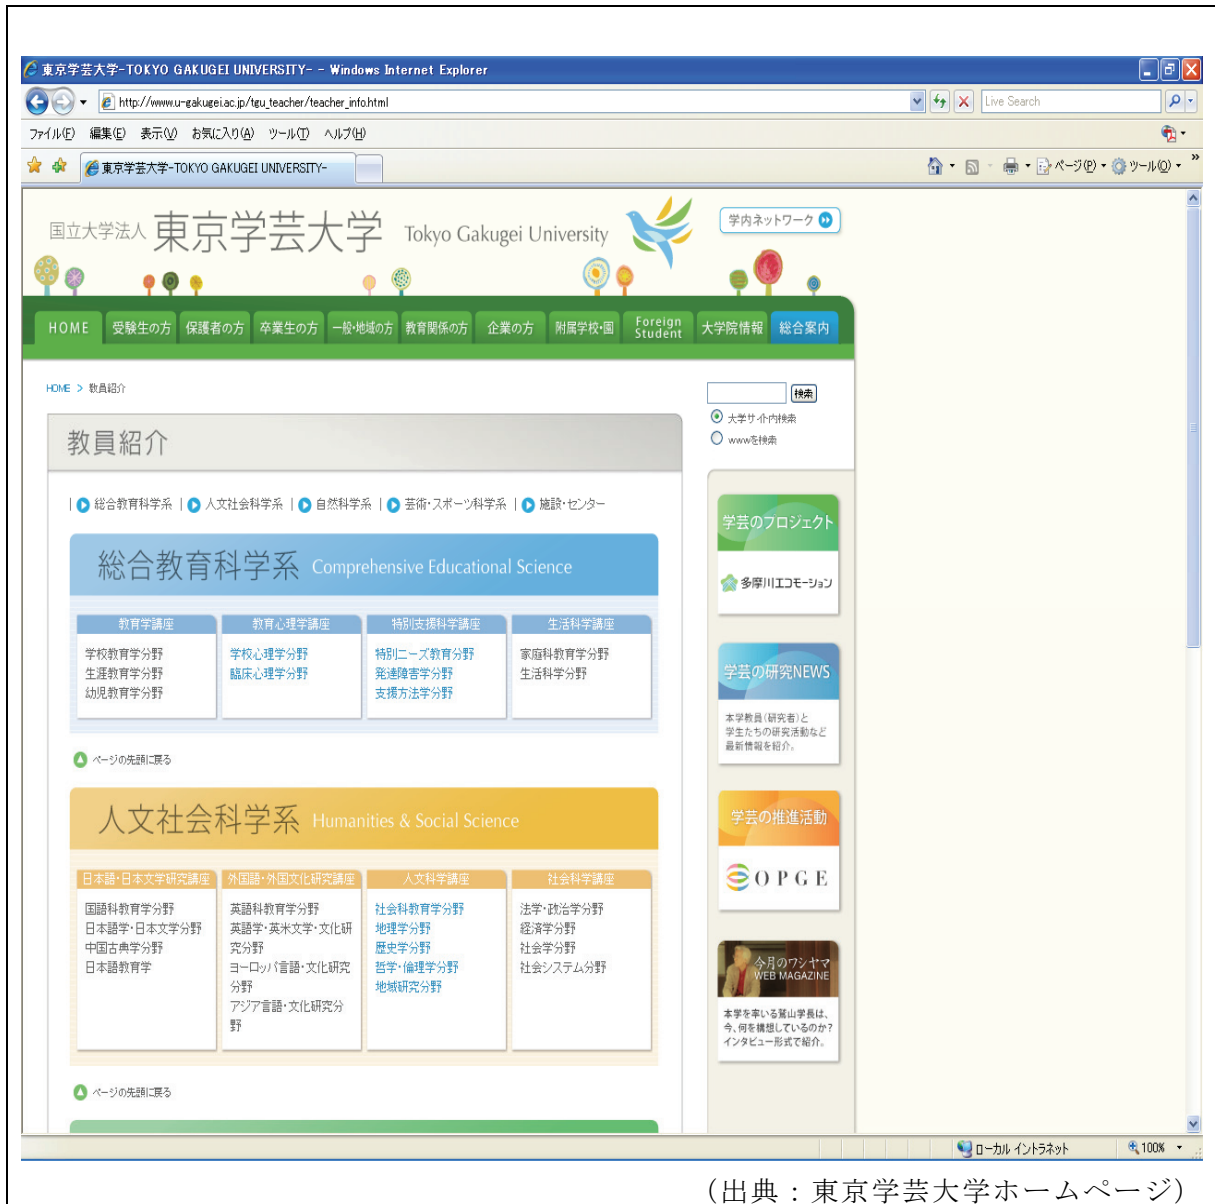 東京学芸大学-TOKYO GAKUGEI UNIVERSITY- - Windows Internet Explorer
http://www.u-gakugei.ac.jp/tgu_teacher/teacher_info.html
Live Search
ファイル(F) 編集(E) 表示(V) お気に入り(A) ツール(T) ヘルプ(H)
東京学芸大学-TOKYO GAKUGEI UNIVERSITY-
ページ(P) ツール(O)
国立大学法人 東京学芸大学 Tokyo Gakugei University
学内ネットワーク
HOME 受験生の方 保護者の方 卒業生の方 一般・地域の方 教育関係の方 企業の方 附属学校・園 Foreign Student 大学院情報 総合案内
HOME > 教員紹介
検索
大学サイト内検索
wwwを検索
教員紹介
| 総合教育科学系 | 人文社会科学系 | 自然科学系 | 芸術・スポーツ科学系 | 施設・センター
総合教育科学系 Comprehensive Educational Science
教育学講座
学校教育学分野
生涯教育学分野
幼児教育学分野
教育心理学講座
学校心理学分野
臨床心理学分野
特別支援科学講座
特別ニーズ教育分野
発達障害学分野
支援方法学分野
生活科学講座
家庭科教育学分野
生活科学分野
ページの先頭に戻る
人文社会科学系 Humanities & Social Science
日本語・日本文学研究講座
国語科教育学分野
日本語学・日本文学分野
中国古典学分野
日本語教育学
外国語・外国文化研究講座
英語科教育学分野
英語学・英米文学・文化研
究分野
ヨーロッパ言語・文化研究
分野
アジア言語・文化研究分
野
人文科学講座
社会科教育学分野
地理学分野
歴史学分野
哲学・倫理学分野
地域研究分野
社会科学講座
法学・政治学分野
経済学分野
社会学分野
社会システム分野
ページの先頭に戻る
学芸のプロジェクト
多摩川エコモーション
学芸の研究NEWS
本学教員(研究者)と
学生たちの研究活動など
最新情報を紹介。
学芸の推進活動
OPGE
今月のワシヤマ
WEB MAGAZINE
本学を率いる鷲山学長は、
今、何を構想しているのか?
インタビュー形式で紹介。
ローカル イントラネット
100%
(出典:東京学芸大学ホームページ)